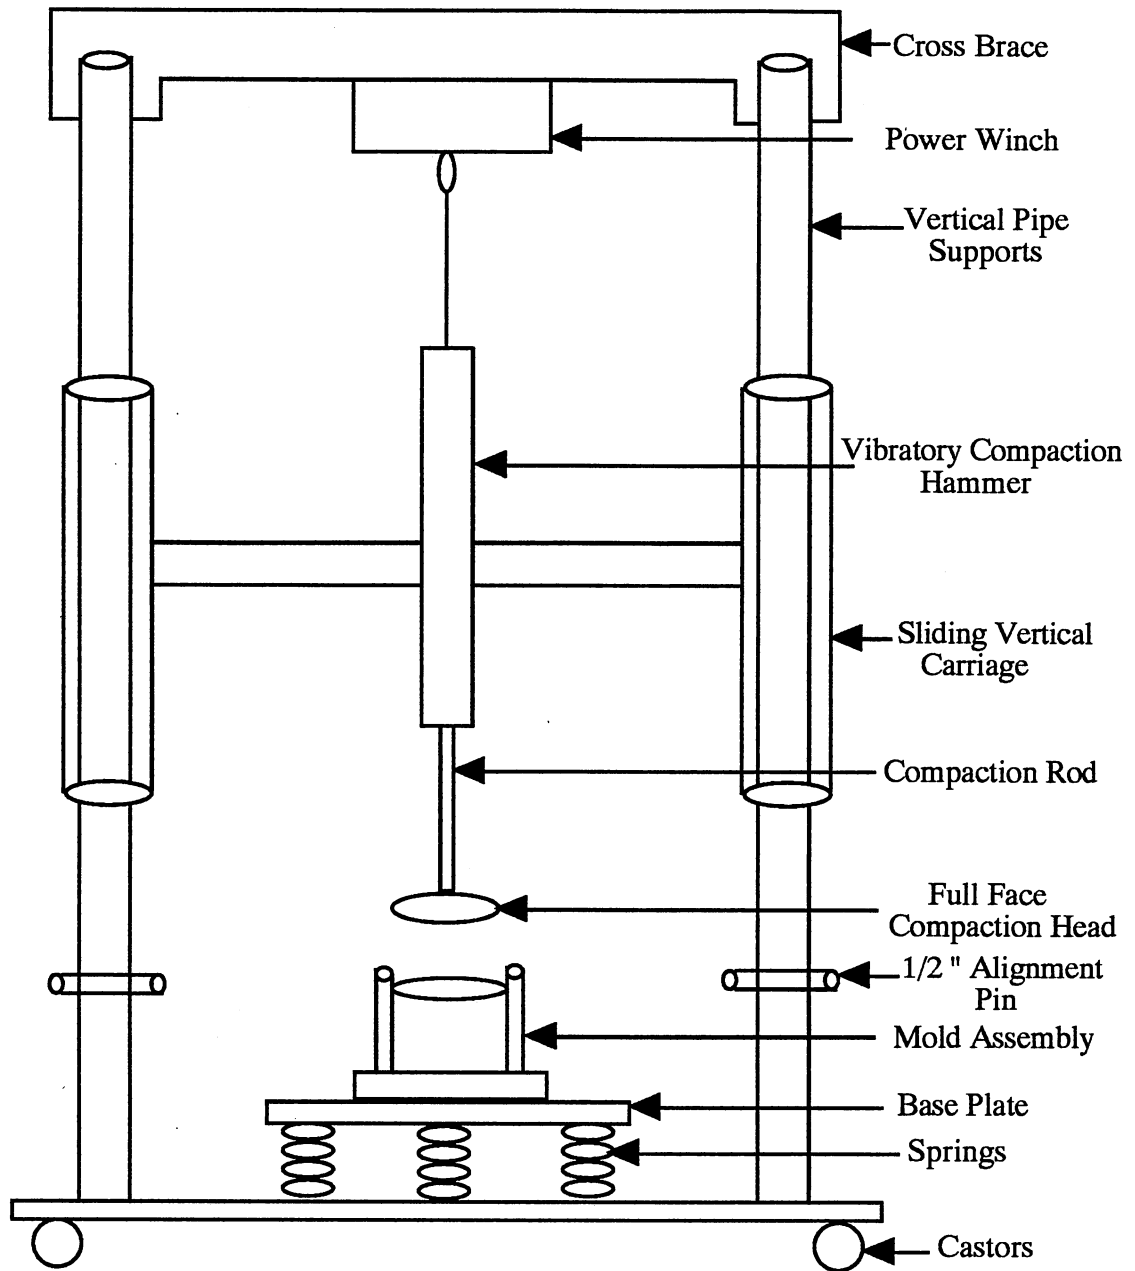 Cross Brace
Power Winch
Vertical Pipe
Supports
Vibratory Compaction
Hammer
Sliding Vertical
Carriage
Compaction Rod
Full Face
Compaction Head
1/2 " Alignment
Pin
Mold Assembly
Base Plate
Springs
Castors